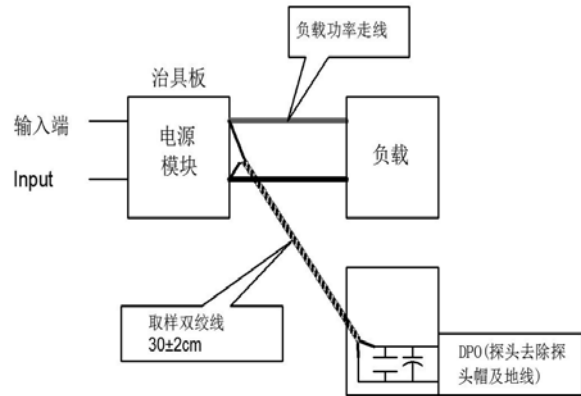 负载功率走线
治具板
输入端
Input
电源
模块
负载
取样双绞线
30±2cm
DPO(探头去除探
头帽及地线)